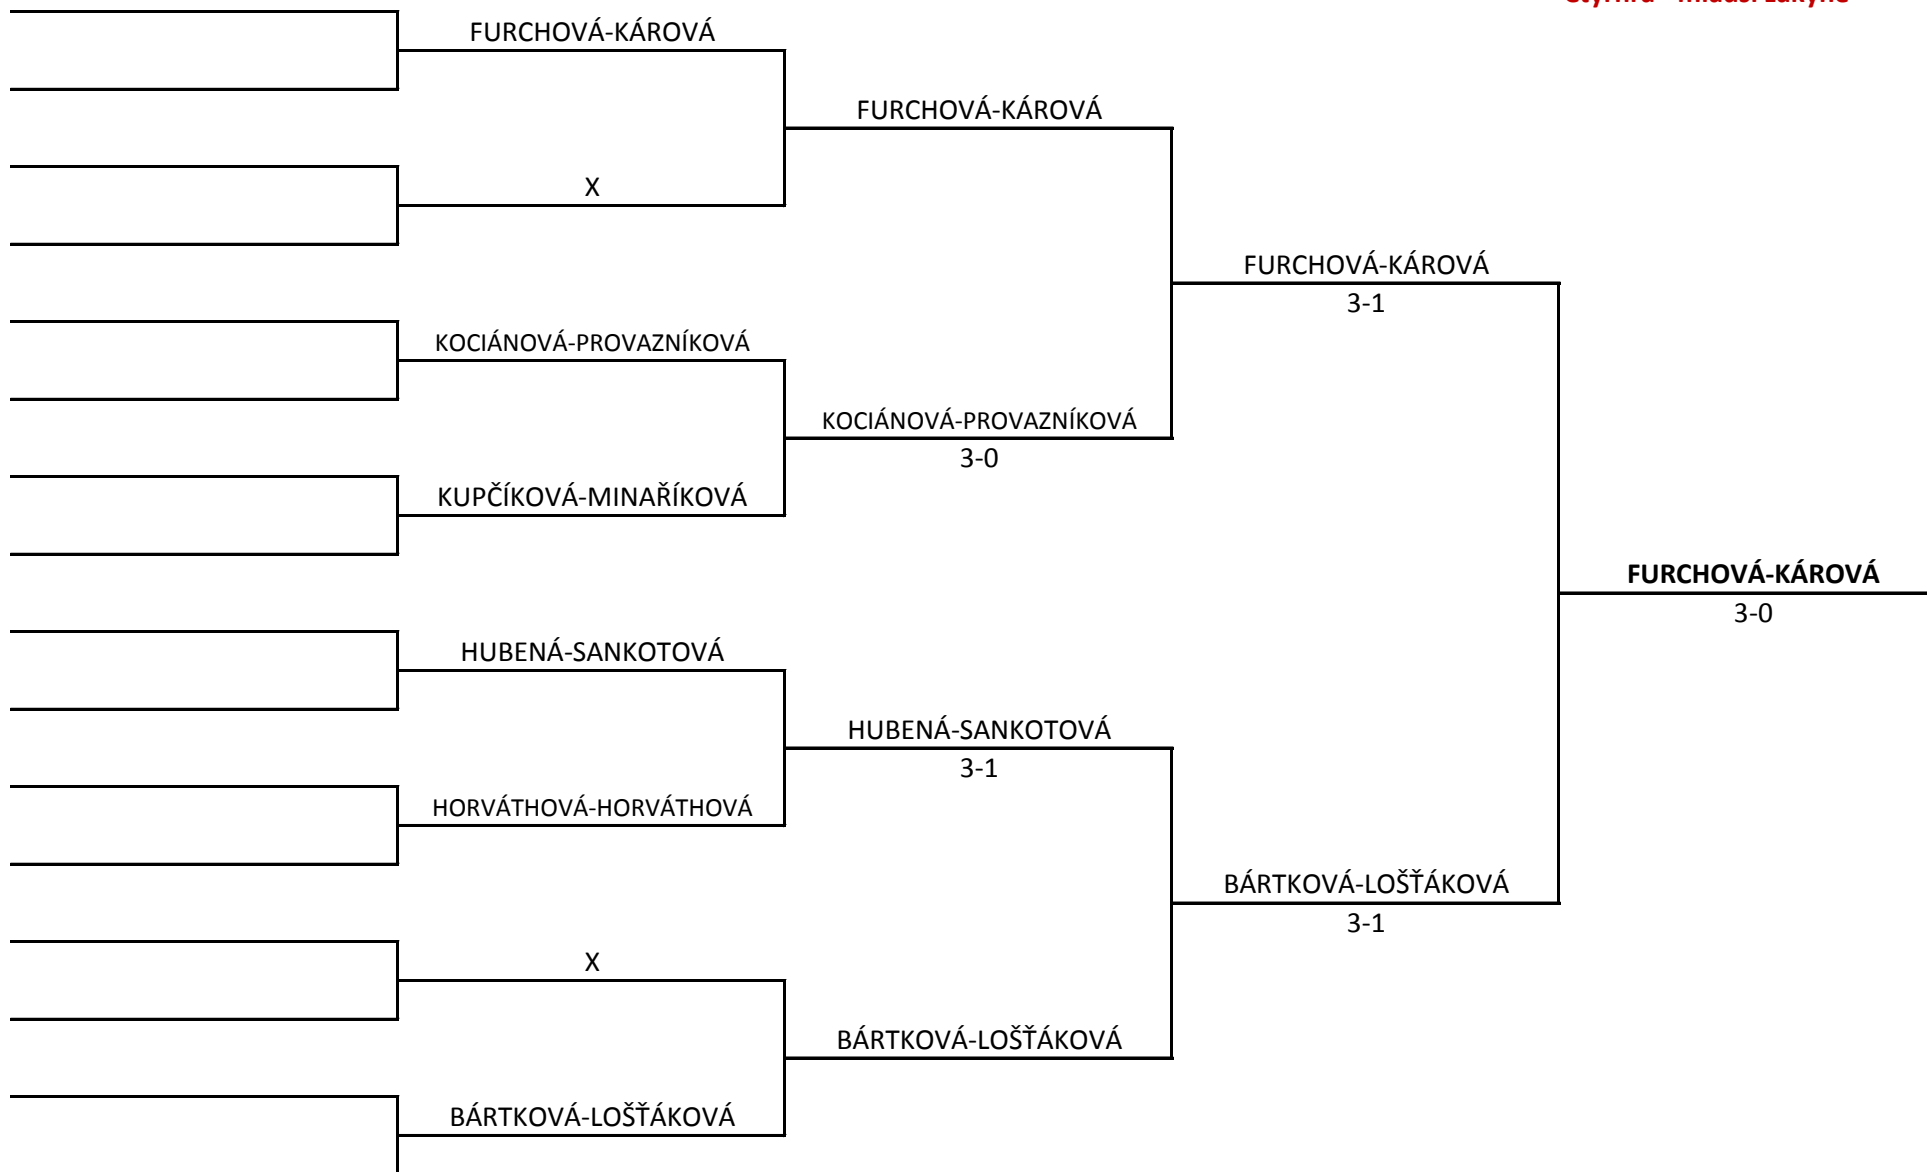 FURCHOVÁ-KÁROVÁ
FURCHOVÁ-KÁROVÁ
X
FURCHOVÁ-KÁROVÁ
3-1
KOCIÁNOVÁ-PROVAZNÍKOVÁ
KOCIÁNOVÁ-PROVAZNÍKOVÁ
3-0
KUPČÍKOVÁ-MINAŘÍKOVÁ
FURCHOVÁ-KÁROVÁ
3-0
HUBENÁ-SANKOTOVÁ
HUBENÁ-SANKOTOVÁ
3-1
HORVÁTHOVÁ-HORVÁTHOVÁ
BÁRTKOVÁ-LOŠŤÁKOVÁ
3-1
X
BÁRTKOVÁ-LOŠŤÁKOVÁ
BÁRTKOVÁ-LOŠŤÁKOVÁ